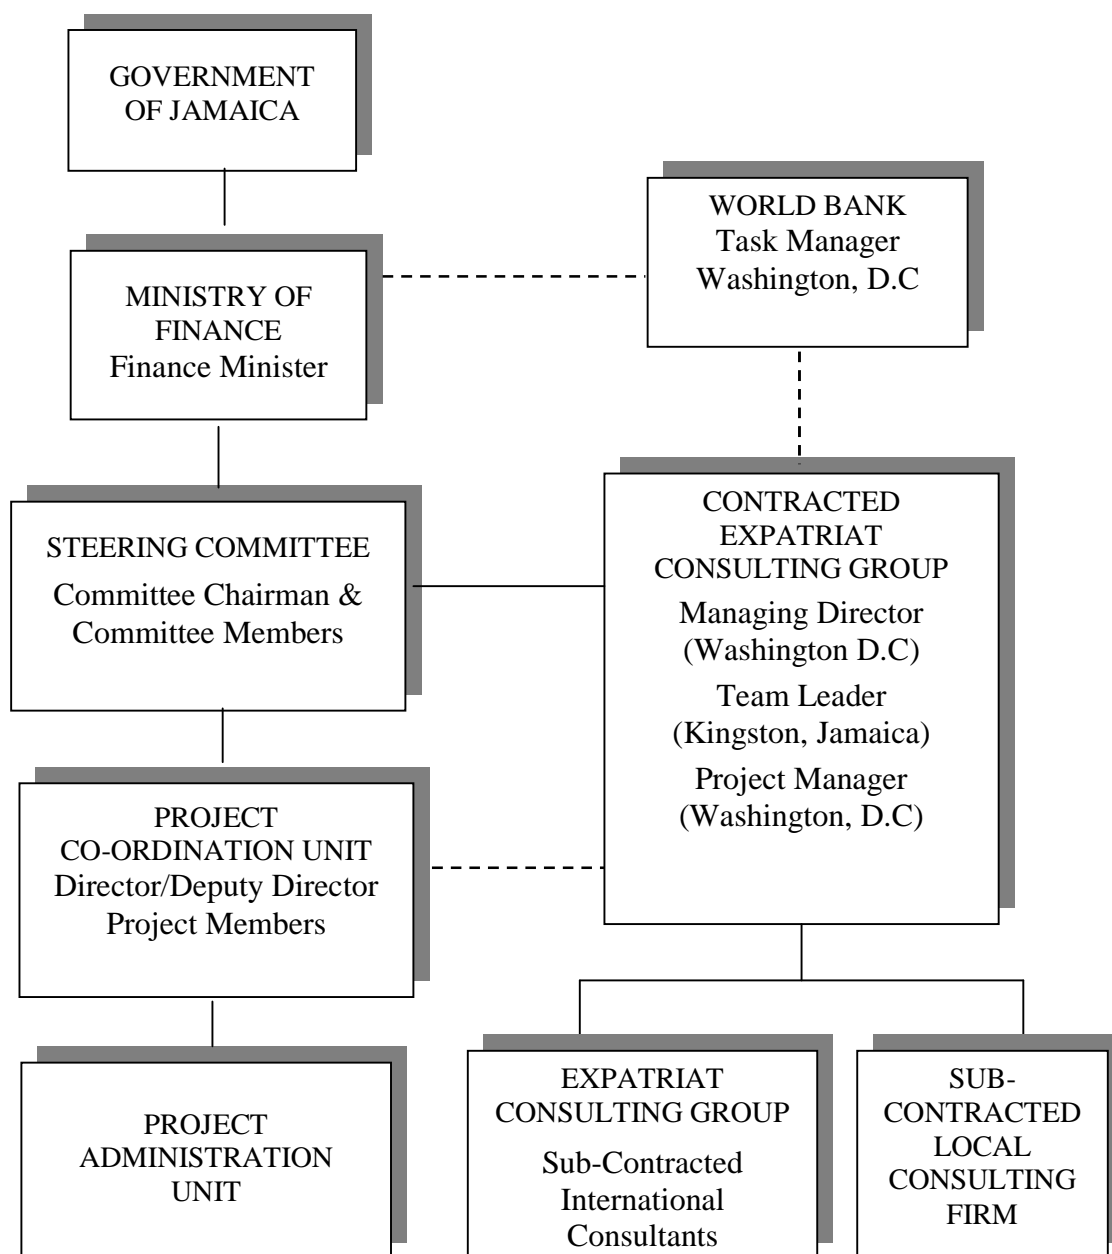 GOVERNMENT
OF JAMAICA
WORLD BANK
Task Manager
Washington, D.C
MINISTRY OF
FINANCE
Finance Minister
STEERING COMMITTEE
Committee Chairman &
Committee Members
CONTRACTED
EXPATRIAT
CONSULTING GROUP
Managing Director
(Washington D.C)
Team Leader
(Kingston, Jamaica)
Project Manager
(Washington, D.C)
PROJECT
CO-ORDINATION UNIT
Director/Deputy Director
Project Members
PROJECT
ADMINISTRATION
UNIT
EXPATRIAT
CONSULTING GROUP
Sub-Contracted
International
Consultants
SUB-
CONTRACTED
LOCAL
CONSULTING
FIRM